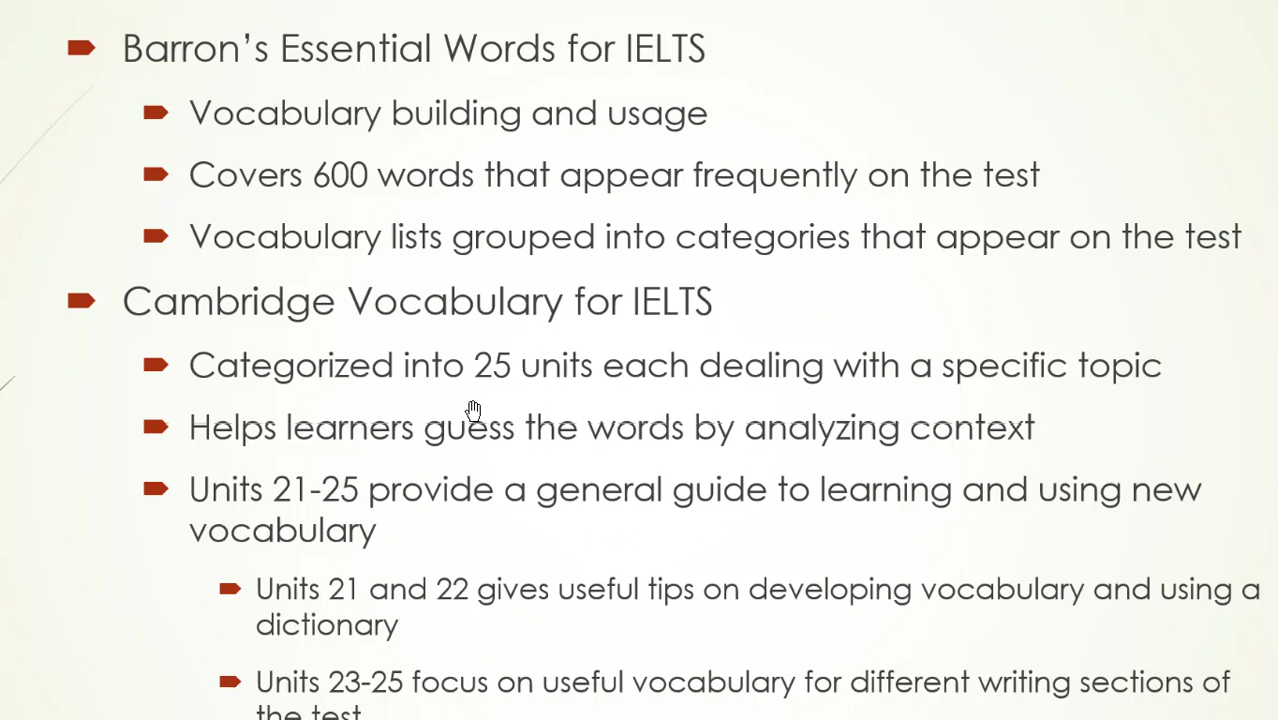 Barron’s Essential Words for IELTS
Vocabulary building and usage
Covers 600 words that appear frequently on the test
Vocabulary lists grouped into categories that appear on the test
Cambridge Vocabulary for IELTS
Categorized into 25 units each dealing with a specific topic
Helps learners guess the words by analyzing context
Units 21-25 provide a general guide to learning and using new
vocabulary
Units 21 and 22 gives useful tips on developing vocabulary and using a
dictionary
Units 23-25 focus on useful vocabulary for different writing sections of
the test